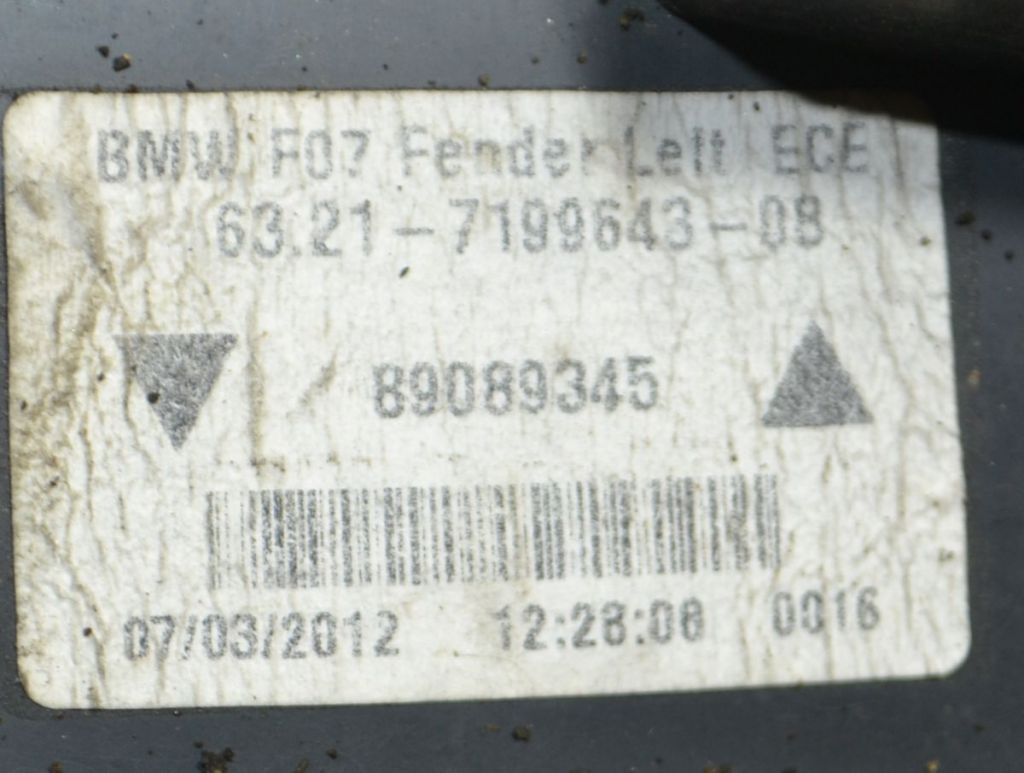 BMW F07 Fender Left ECE
63.21-7199643-08
89089345
07/03/2012 12:28:08 0016